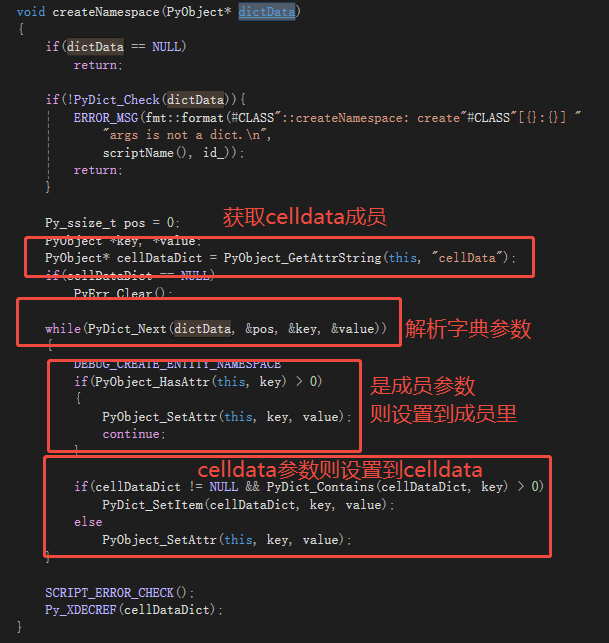 void createNamespace(PyObject* dictData)
{
if(dictData == NULL)
return;
if(!PyDict_Check(dictData)){
ERROR_MSG(fmt::format(#CLASS"::createNamespace: create"#CLASS"[{}:{}] "
"args is not a dict.\n",
scriptName(), id_));
return;
}
Py_ssize_t pos = 0;
获取celldata成员
PyObject *key, *value;
PyObject* cellDataDict = PyObject_GetAttrString(this, "cellData");
if(cellDataDict == NULL)
PyErr_Clear();
while(PyDict_Next(dictData, &pos, &key, &value))
解析字典参数
{
DEBUG_CREATE_ENTITY_NAMESPACE
if(PyObject_HasAttr(this, key) > 0)
是成员参数
{
则设置到成员里
PyObject_SetAttr(this, key, value);
continue;
}
celldata参数则设置到celldata
if(cellDataDict != NULL && PyDict_Contains(cellDataDict, key) > 0)
PyDict_SetItem(cellDataDict, key, value);
else
PyObject_SetAttr(this, key, value);
}
SCRIPT_ERROR_CHECK();
Py_XDECREF(cellDataDict);
}